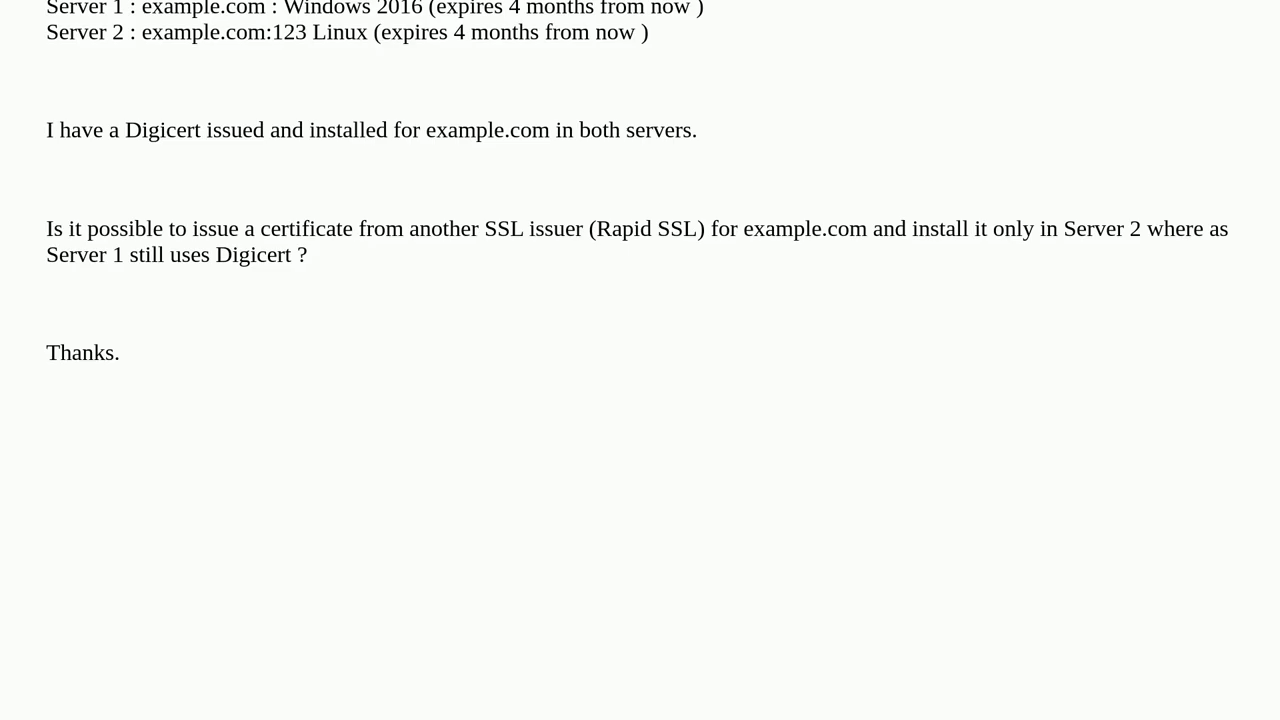 Server 1 : example.com : Windows 2016 (expires 4 months from now )
Server 2 : example.com:123 Linux (expires 4 months from now )
I have a Digicert issued and installed for example.com in both servers.
Is it possible to issue a certificate from another SSL issuer (Rapid SSL) for example.com and install it only in Server 2 where as
Server 1 still uses Digicert ?
Thanks.